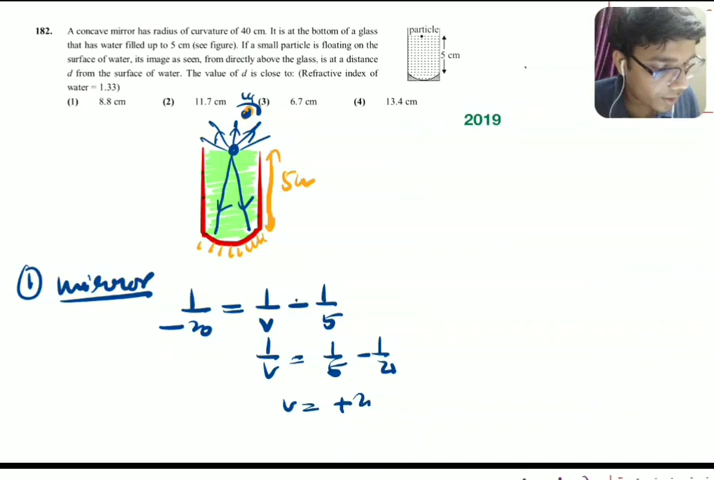 182. A concave mirror has radius of curvature of 40 cm. It is at the bottom of a glass
that has water filled up to 5 cm (see figure). If a small particle is floating on the
surface of water, its image as seen, from directly above the glass, is at a distance
d from the surface of water. The value of d is close to: (Refractive index of
water = 1.33)
(1) 8.8 cm (2) 11.7 cm (3) 6.7 cm (4) 13.4 cm
particle
5 cm
2019
5cm
① mirror
1/-20 = 1/v - 1/5
1/v = 1/5 - 1/20
v = +2